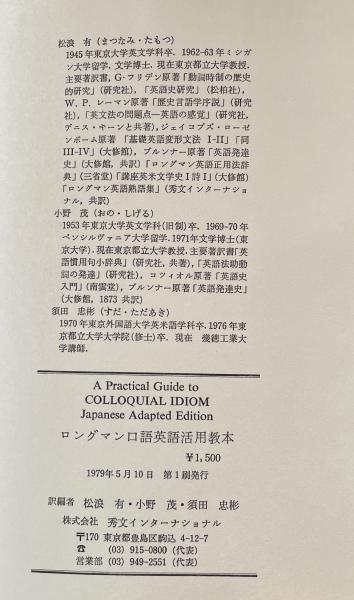 松浪 有(まつなみ・たもつ)
1945年東京大学英文学科卒. 1962-63年ミシガ
ン大学留学. 文学博士. 現在東京都立大学教授.
主要著訳書, G・フリデン原著「動詞時制の歴史
的研究」(研究社),「英語史研究」(松柏社),
W.P. レーマン原著「歴史言語学序説」(研究
社),「英文法の問題点—英語の感覚」(研究社,
デニス・キーンと共著), ジェイコブズ・ローゼ
ンボーム原著「基礎英語変形文法 I-II」「同
III-IV」(大修館), ブルンナー原著「英語発達
史」(大修館, 共訳)「ロングマン英語正用法辞
典」(三省堂)「講座英米文学史 I 詩 I」(大修館)
「ロングマン英語熟語集」(秀文インターナショ
ナル, 共訳)
小野 茂(おの・しげる)
1953年東京大学英文学科(旧制)卒. 1969-70年
ペンシルヴァニア大学留学. 1971年文学博士(東
京大学). 現在東京都立大学教授. 主要著訳書「英
語慣用句小辞典」(研究社, 共著),「英語法助動
詞の発達」(研究社), コツィオル原著「英語史
入門」(南雲堂), ブルンナー原著「英語発達史」
(大修館, 1873 共訳)
須田 忠彬(すだ・ただあき)
1970年東京外国語大学英米語学科卒. 1976年東
京都立大学大学院(修士)卒. 現在 幾徳工業大
学講師.
A Practical Guide to
COLLOQUIAL IDIOM
Japanese Adapted Edition
ロングマン口語英語活用教本
¥1,500
1979年5月10日 第1刷発行
訳編者 松浪 有・小野 茂・須田 忠彬
株式会社 秀文インターナショナル
〒170 東京都豊島区駒込 4-12-7
☎ (03) 915-0800 (代表)
営業部 (03) 949-2551 (代表)